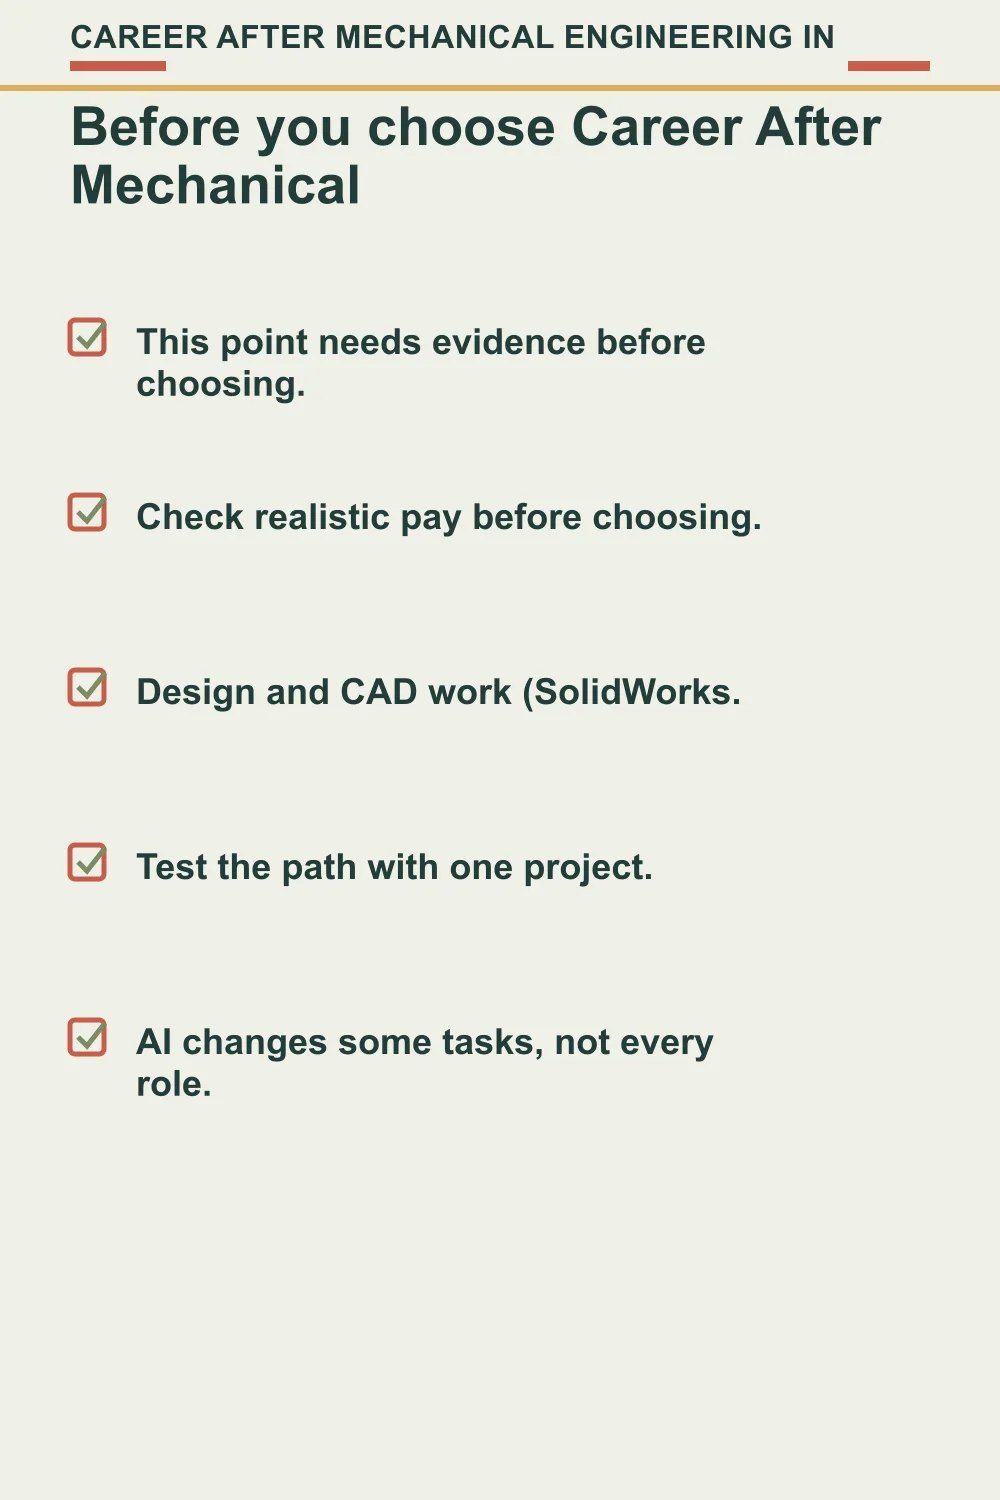 CAREER AFTER MECHANICAL ENGINEERING IN
Before you choose Career After
Mechanical
This point needs evidence before
choosing.
Check realistic pay before choosing.
Design and CAD work (SolidWorks.
Test the path with one project.
AI changes some tasks, not every
role.